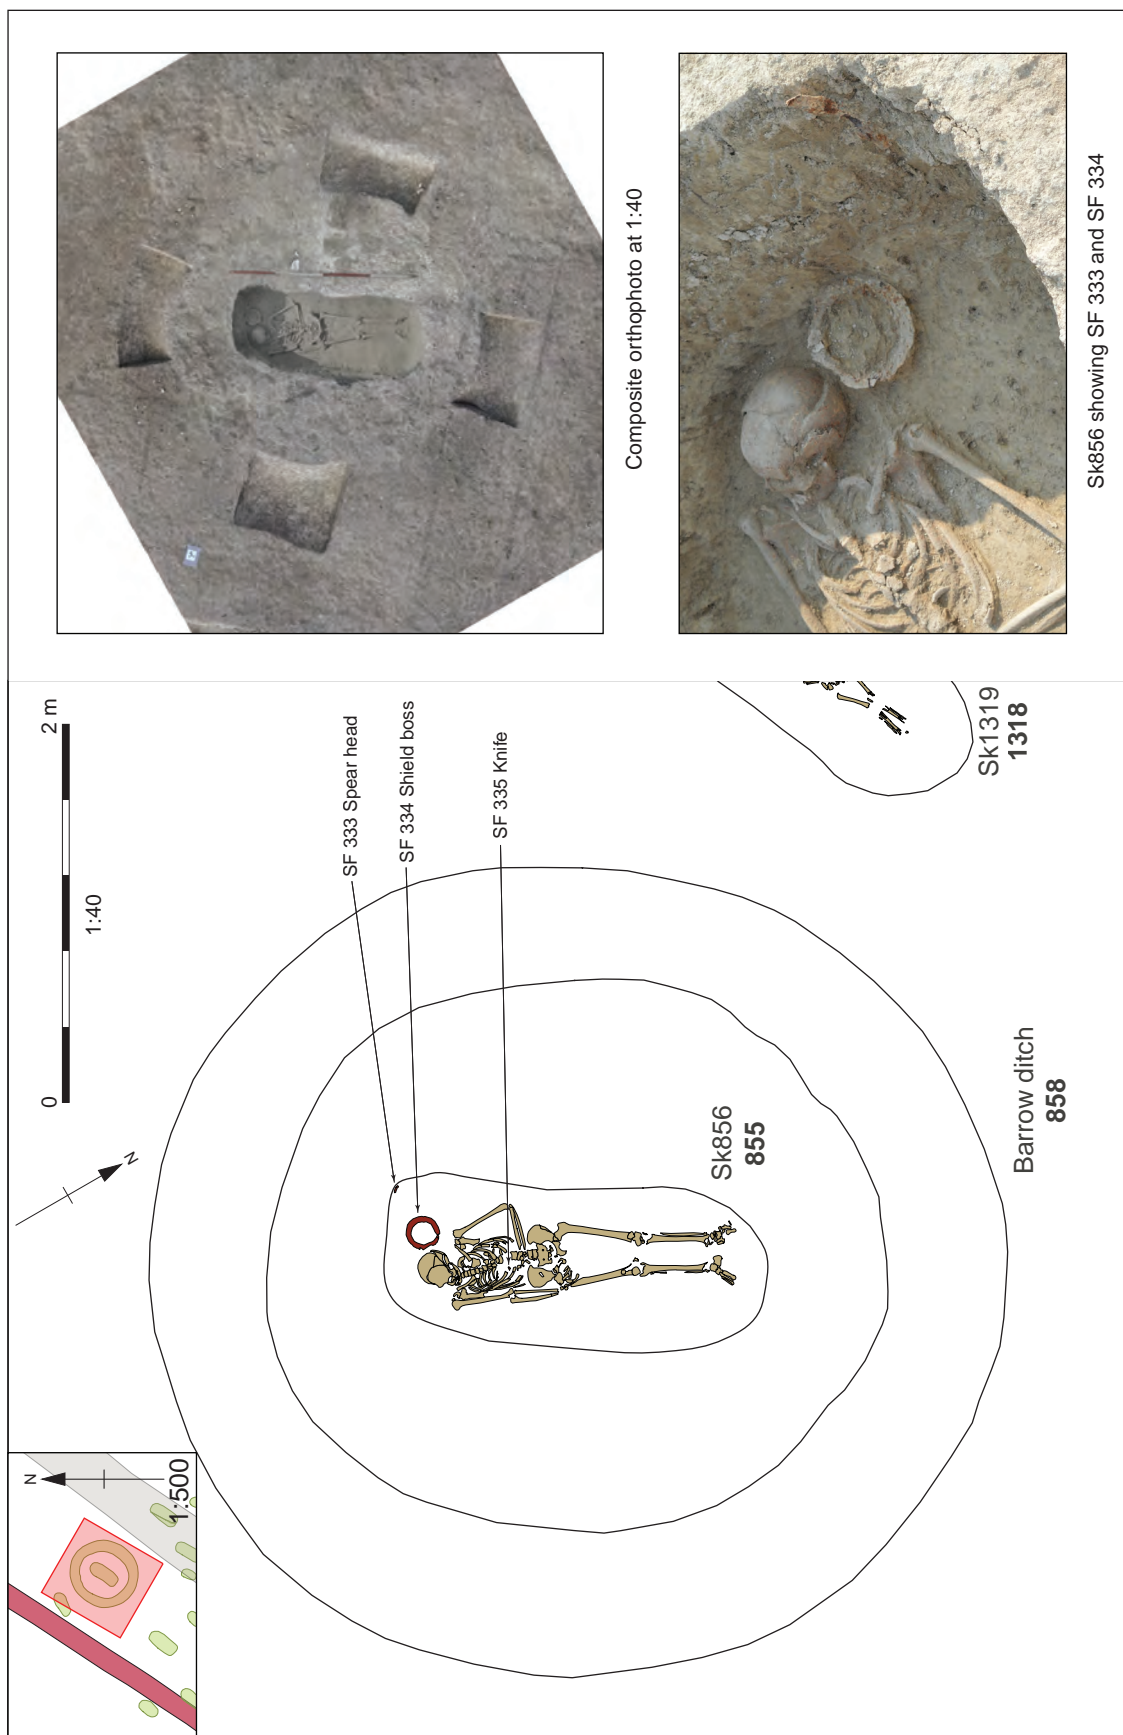 Composite orthophoto at 1:40
Sk856 showing SF 333 and SF 334
0
2 m
1:40
N
SF 333 Spear head
SF 334 Shield boss
SF 335 Knife
Sk1319
1318
Sk856
855
Barrow ditch
858
N
1:500